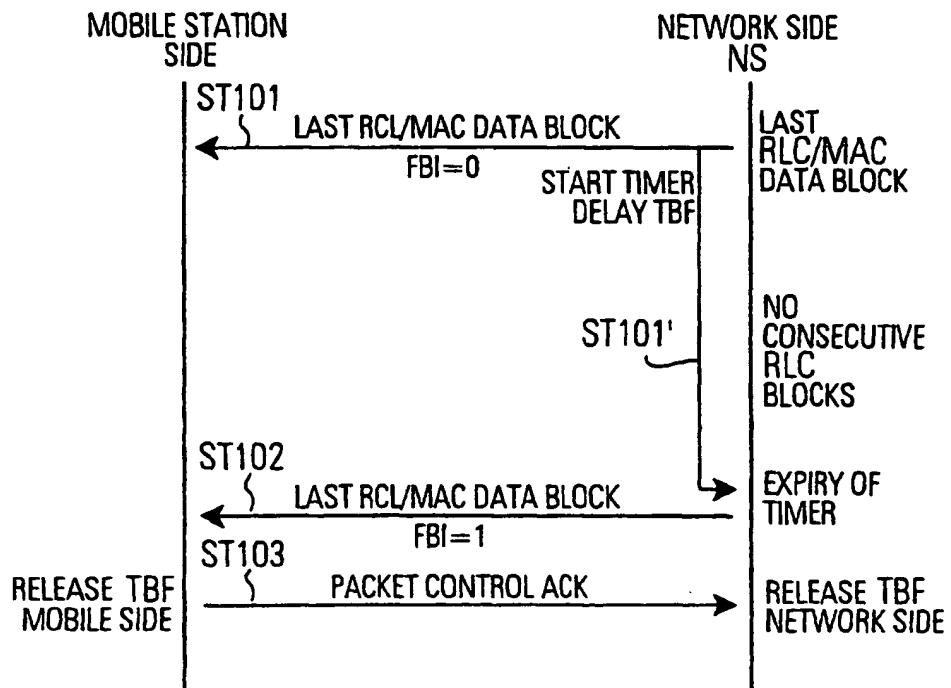 MOBILE STATION
SIDE
NETWORK SIDE
NS
ST101
LAST RCL/MAC DATA BLOCK
FBI=0
LAST
RLC/MAC
DATA BLOCK
START TIMER
DELAY TBF
ST101'
NO
CONSECUTIVE
RLC
BLOCKS
ST102
LAST RCL/MAC DATA BLOCK
FBI=1
EXPIRY OF
TIMER
ST103
RELEASE TBF
MOBILE SIDE
PACKET CONTROL ACK
RELEASE TBF
NETWORK SIDE